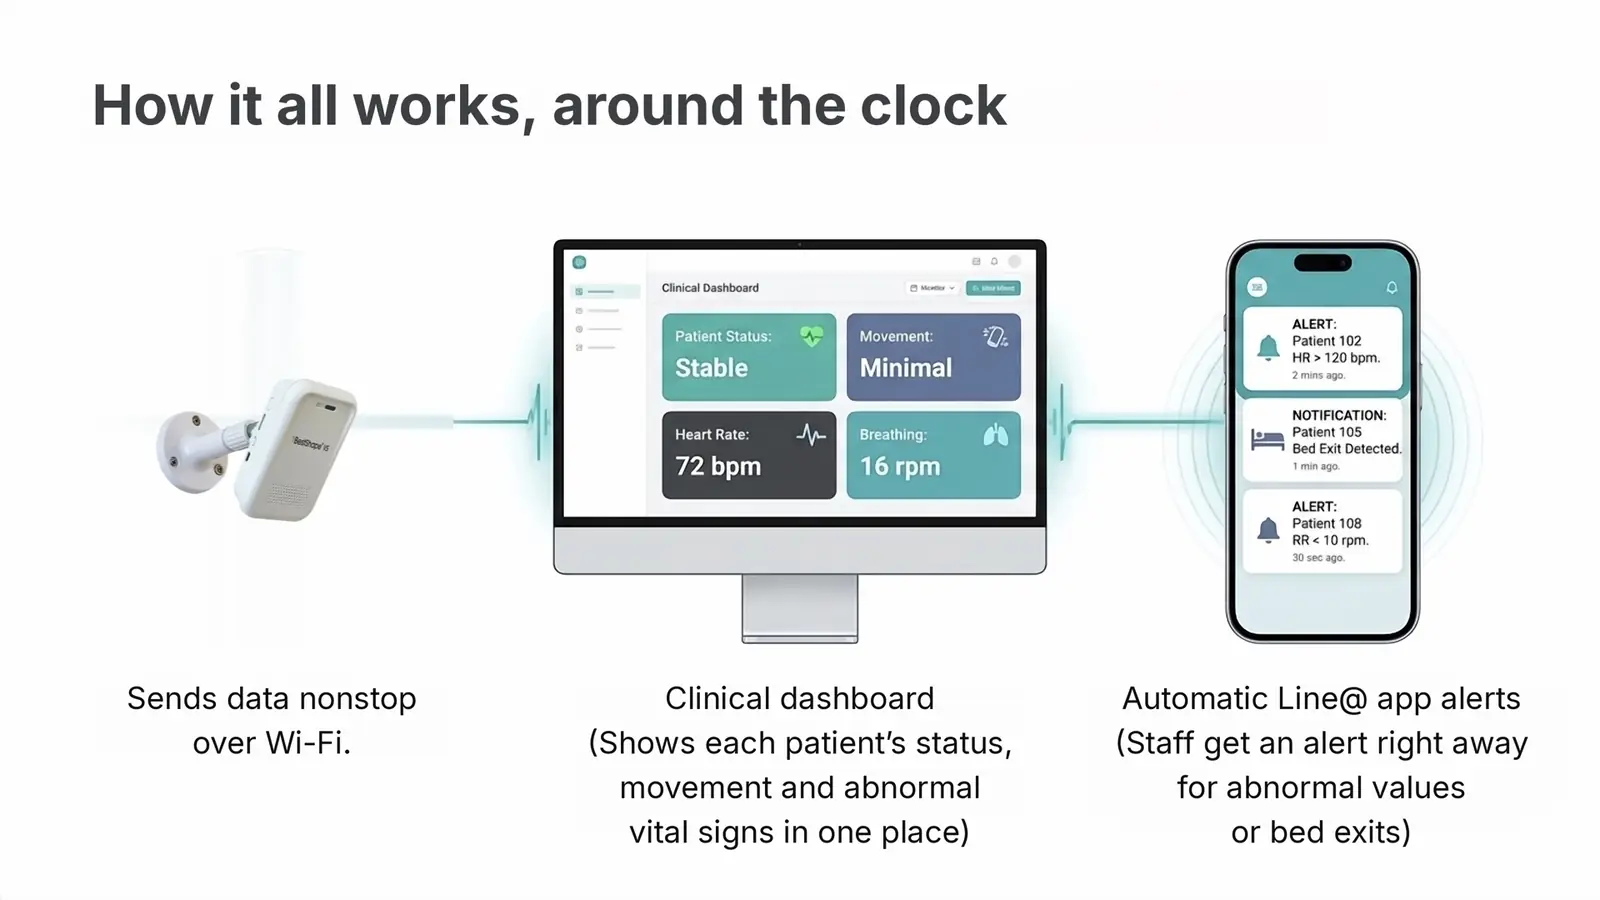 How it all works, around the clock
Clinical Dashboard
Patient Status:
Stable
Movement:
Minimal
Heart Rate:
72 bpm
Breathing:
16 rpm
ALERT:
Patient 102
HR > 120 bpm.
2 mins ago.
NOTIFICATION:
Patient 105
Bed Exit Detected.
1 min ago.
ALERT:
Patient 108
RR < 10 rpm.
30 sec ago.
Sends data nonstop
over Wi-Fi.
Clinical dashboard
(Shows each patient’s status,
movement and abnormal
vital signs in one place)
Automatic Line@ app alerts
(Staff get an alert right away
for abnormal values
or bed exits)